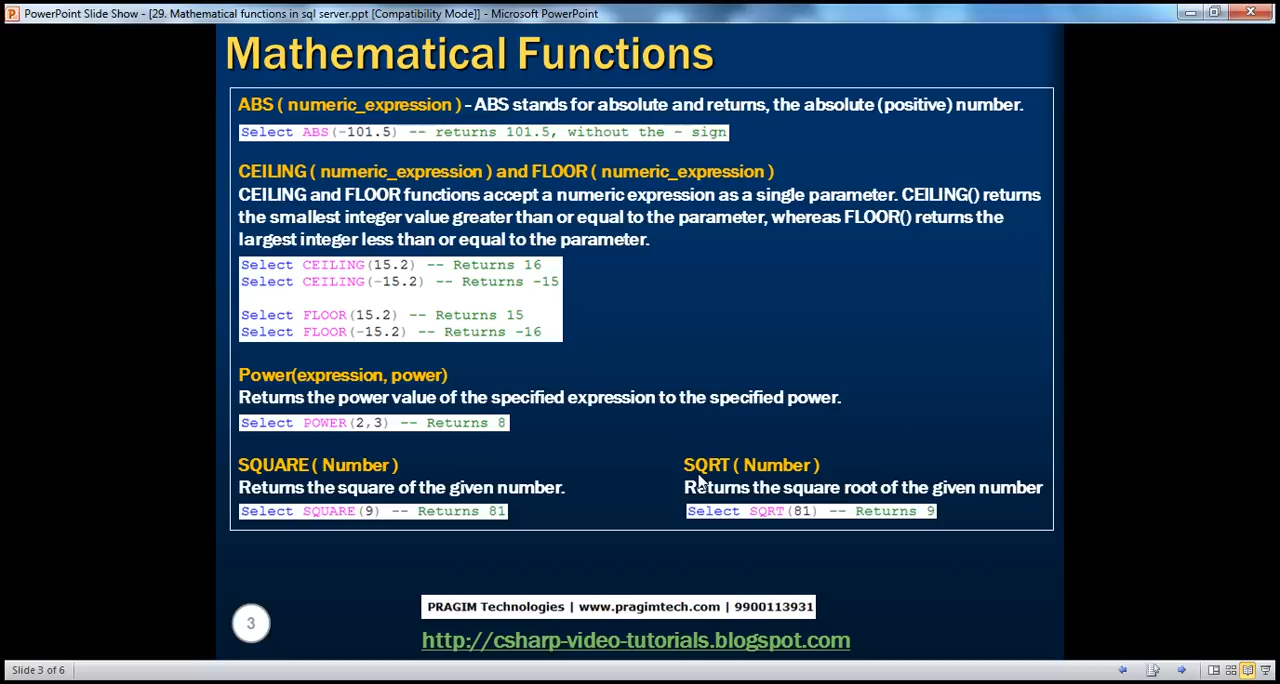 PowerPoint Slide Show - [29. Mathematical functions in sql server.ppt [Compatibility Mode]] - Microsoft PowerPoint
Mathematical Functions
ABS ( numeric_expression ) - ABS stands for absolute and returns, the absolute (positive) number.
Select ABS(-101.5) -- returns 101.5, without the - sign
CEILING ( numeric_expression ) and FLOOR ( numeric_expression )
CEILING and FLOOR functions accept a numeric expression as a single parameter. CEILING() returns
the smallest integer value greater than or equal to the parameter, whereas FLOOR() returns the
largest integer less than or equal to the parameter.
Select CEILING(15.2) -- Returns 16
Select CEILING(-15.2) -- Returns -15
Select FLOOR(15.2) -- Returns 15
Select FLOOR(-15.2) -- Returns -16
Power(expression, power)
Returns the power value of the specified expression to the specified power.
Select POWER(2,3) -- Returns 8
SQUARE ( Number )
Returns the square of the given number.
Select SQUARE(9) -- Returns 81
SQRT ( Number )
Returns the square root of the given number
Select SQRT(81) -- Returns 9
PRAGIM Technologies | www.pragimtech.com | 9900113931
3
http://csharp-video-tutorials.blogspot.com
Slide 3 of 6